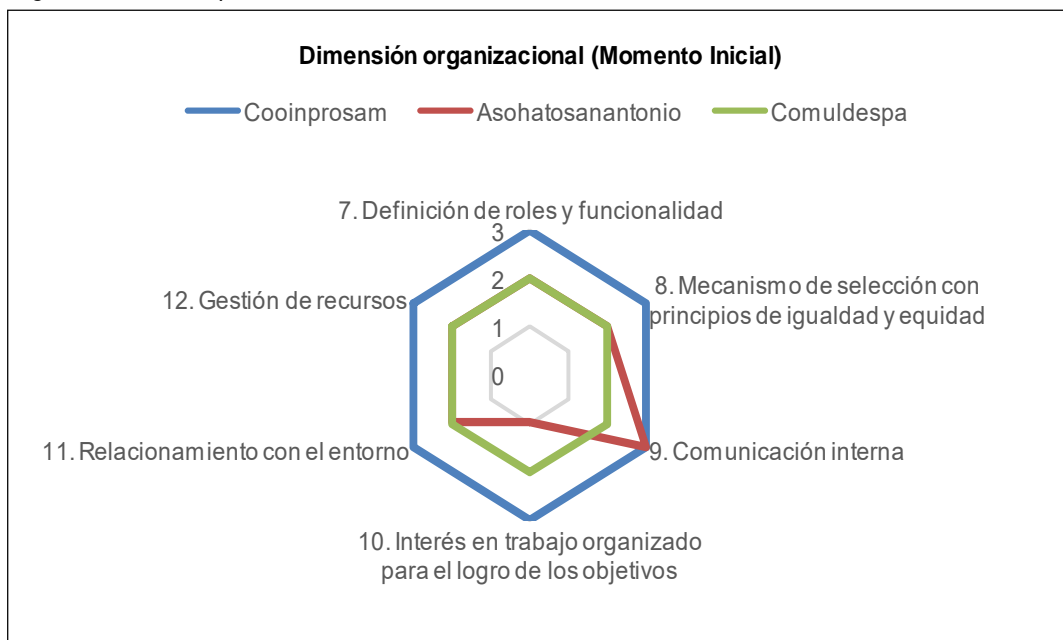 Dimensión organizacional (Momento Inicial)
Cooinprosam Asohatosanantonio Comuldespa
7. Definición de roles y funcionalidad
3
2
1
0
8. Mecanismo de selección con
principios de igualdad y equidad
9. Comunicación interna
10. Interés en trabajo organizado
para el logro de los objetivos
11. Relacionamiento con el entorno
12. Gestión de recursos